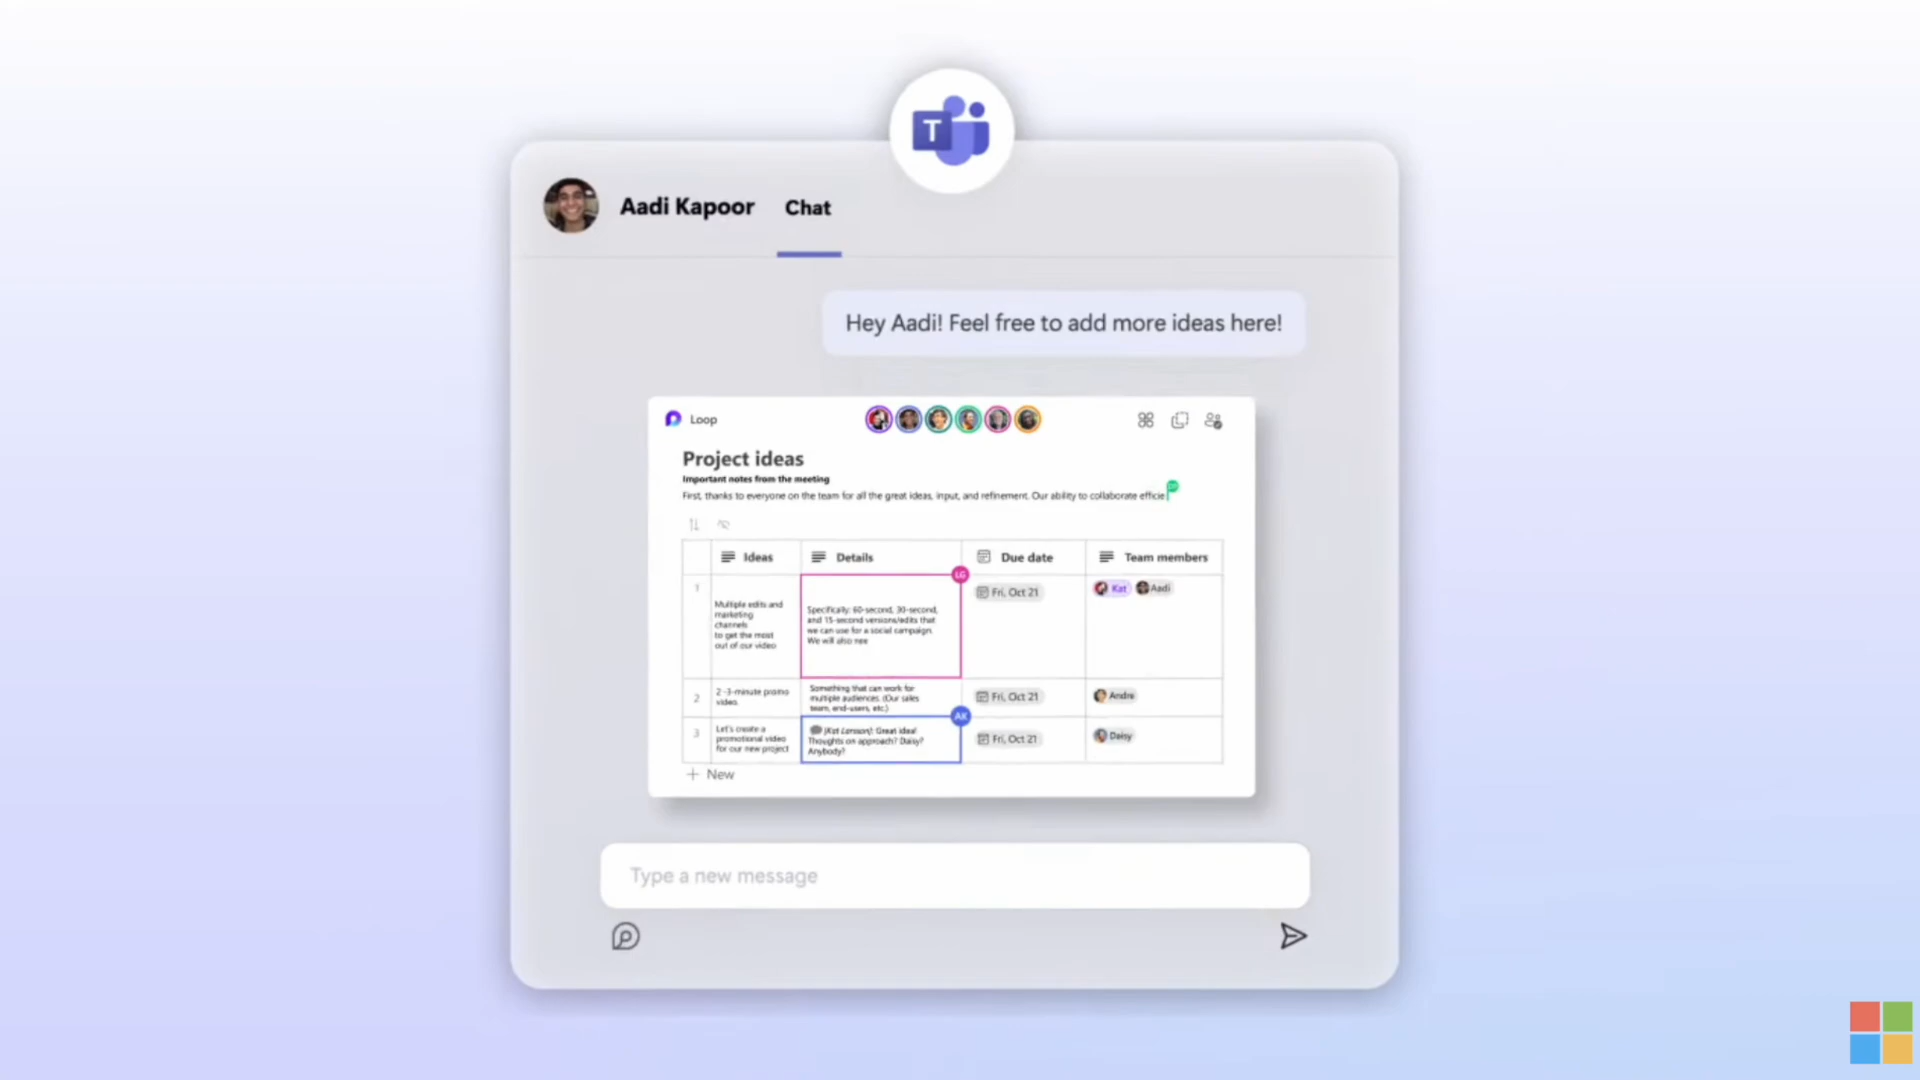 T
Aadi Kapoor Chat
Hey Aadi! Feel free to add more ideas here!
Loop
Project ideas
Important notes from the meeting
First, thanks to everyone on the team for all the great ideas, input, and refinement. Our ability to collaborate efficie
Ideas Details Due date Team members
LG
1
Multiple edits and
marketing
channels
to get the most
out of our video
Specifically: 60-second, 30-second,
and 15-second versions/edits that
we can use for a social campaign.
We will also nee
Fri, Oct 21
Kat Aadi
2
2 -3-minute promo
video.
Something that can work for
multiple audiences. (Our sales
team, end-users, etc.)
Fri, Oct 21
Andre
AK
3
Let's create a
promotional video
for our new project
[Kat Larsson]: Great idea!
Thoughts on approach? Daisy?
Anybody?
Fri, Oct 21
Daisy
+ New
Type a new message